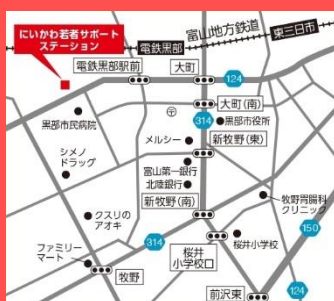 にいかわ若者サポート
ステーション
富山地方鉄道
電鉄黒部
東三日市
電鉄黒部駅前
大町
124
大町(南)
〒
314
黒部市役所
黒部市民病院
メルシー
新牧野(東)
シメノ
ドラッグ
富山第一銀行
北陸銀行
牧野胃腸科
クリニック
新牧野(南)
クスリの
アオキ
150
314
桜井
小学校口
桜井小学校
ファミリー
マート
牧野
前沢東
124